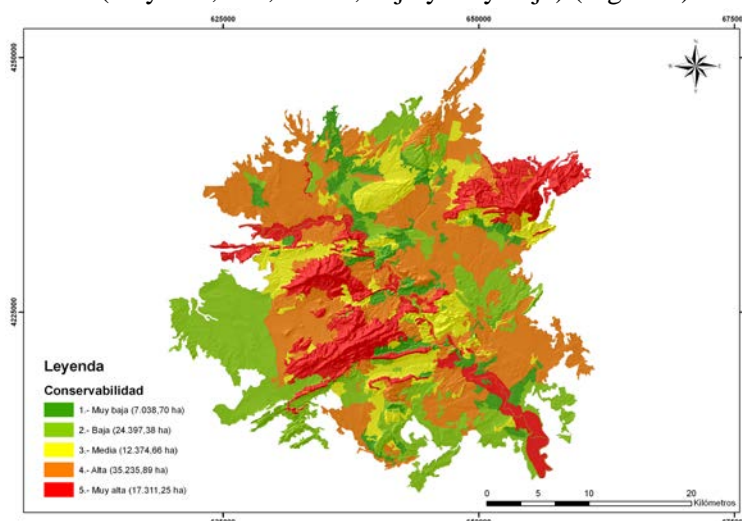 625000
650000
4250000
4225000
Leyenda
Conservabilidad
1.- Muy baja (7.038,70 ha)
2.- Baja (24.397,38 ha)
3.- Media (12.374,66 ha)
4.- Alta (35.235,89 ha)
5.- Muy alta (17.311,25 ha)
0 5 10 20
Kilómetros
650000